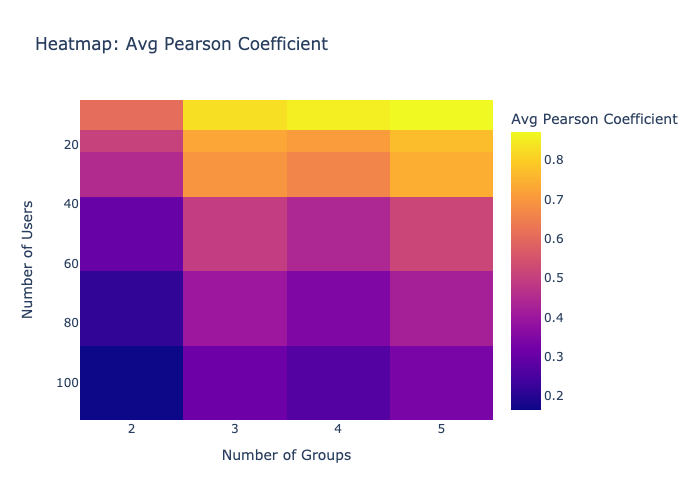 Heatmap: Avg Pearson Coefficient
Avg Pearson Coefficient
20
40
60
80
100
Number of Users
2 3 4 5
Number of Groups
0.8
0.7
0.6
0.5
0.4
0.3
0.2